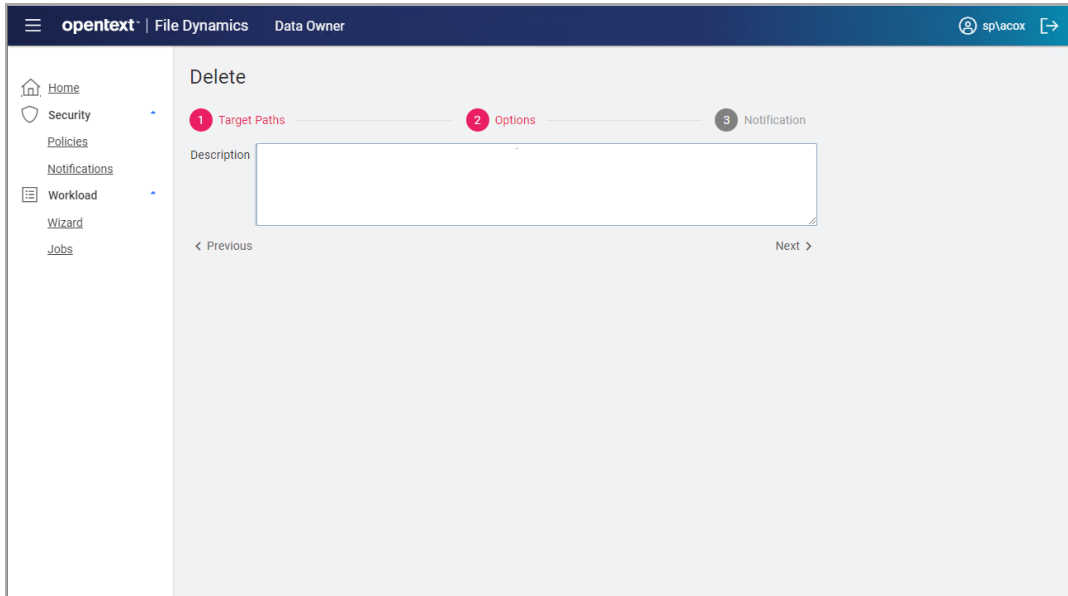 opentext™ | File Dynamics Data Owner sp\acox
Home
Security
Policies
Notifications
Workload
Wizard
Jobs
Delete
1 Target Paths 2 Options 3 Notification
Description
< Previous Next >